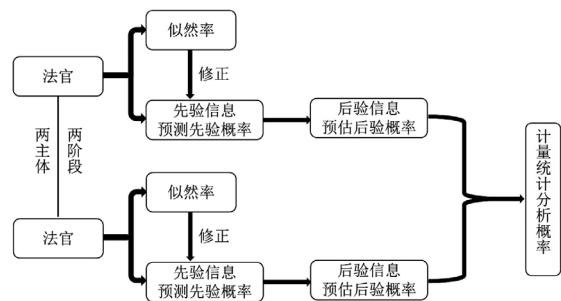 似然率
修正
法官
先验信息
预测先验概率
后验信息
预估后验概率
两主体
两阶段
计量统计分析概率
似然率
修正
法官
先验信息
预测先验概率
后验信息
预估后验概率